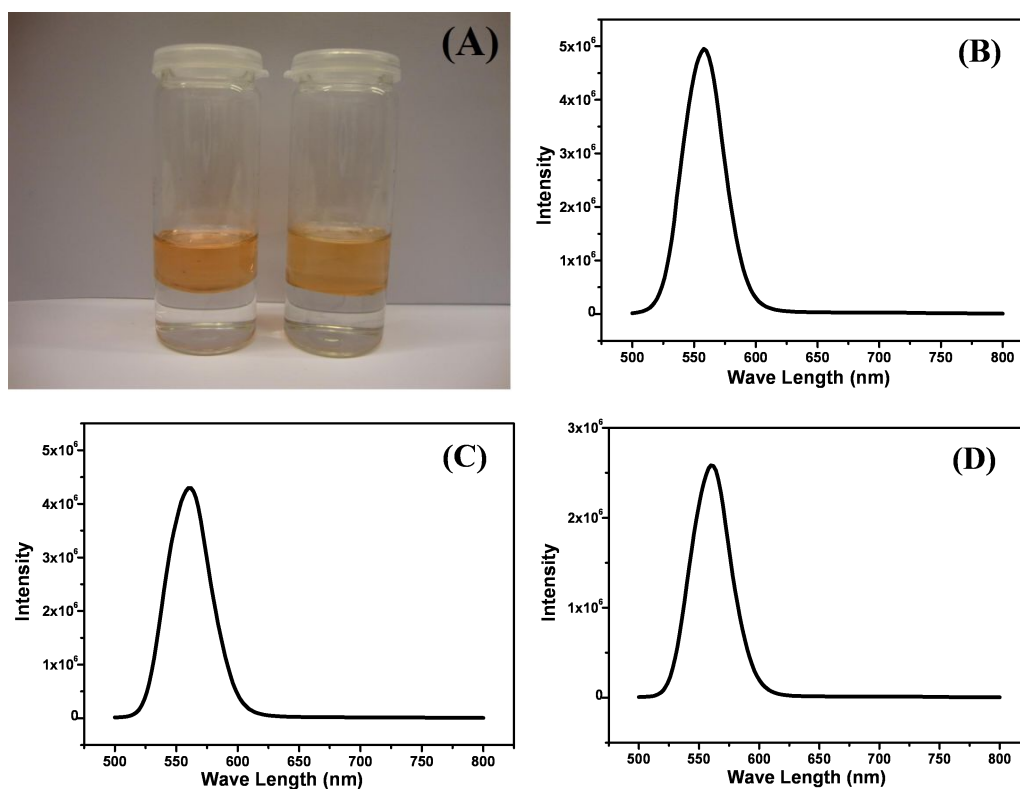 (A)
(B)
5x10⁶
4x10⁶
3x10⁶
2x10⁶
1x10⁶
0
Intensity
500 550 600 650 700 750 800
Wave Length (nm)
(C)
5x10⁶
4x10⁶
3x10⁶
2x10⁶
1x10⁶
0
Intensity
500 550 600 650 700 750 800
Wave Length (nm)
(D)
3x10⁶
2x10⁶
1x10⁶
0
Intensity
500 550 600 650 700 750 800
Wave Length (nm)